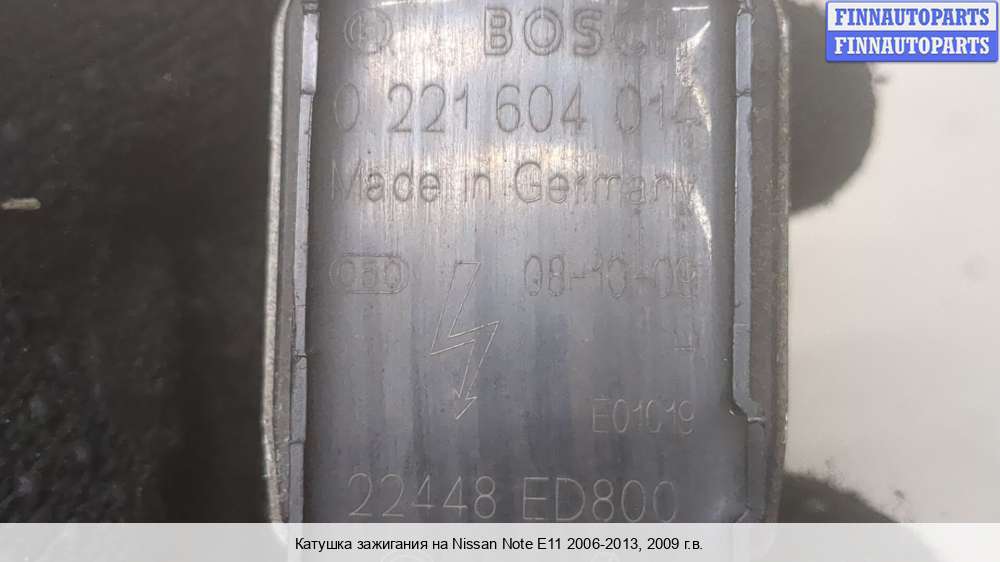 FINNAUTOPARTS
FINNAUTOPARTS
BOSCH
0 221 604 014
Made in Germany
080 08-10-09
E01019
22448 ED800
Катушка зажигания на Nissan Note E11 2006-2013, 2009 г.в.